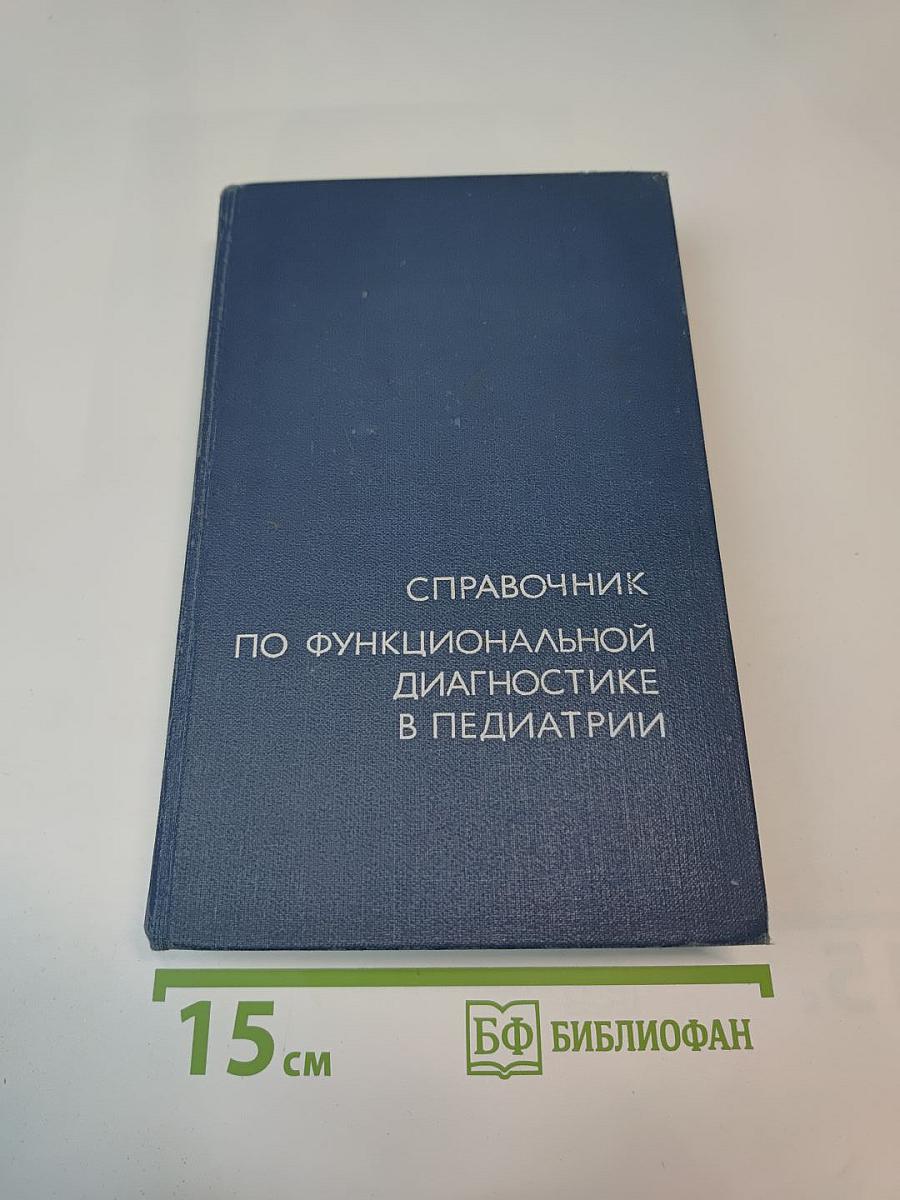 СПРАВОЧНИК
ПО ФУНКЦИОНАЛЬНОЙ
ДИАГНОСТИКЕ
В ПЕДИАТРИИ
15 см
БФ БИБЛИОФАН